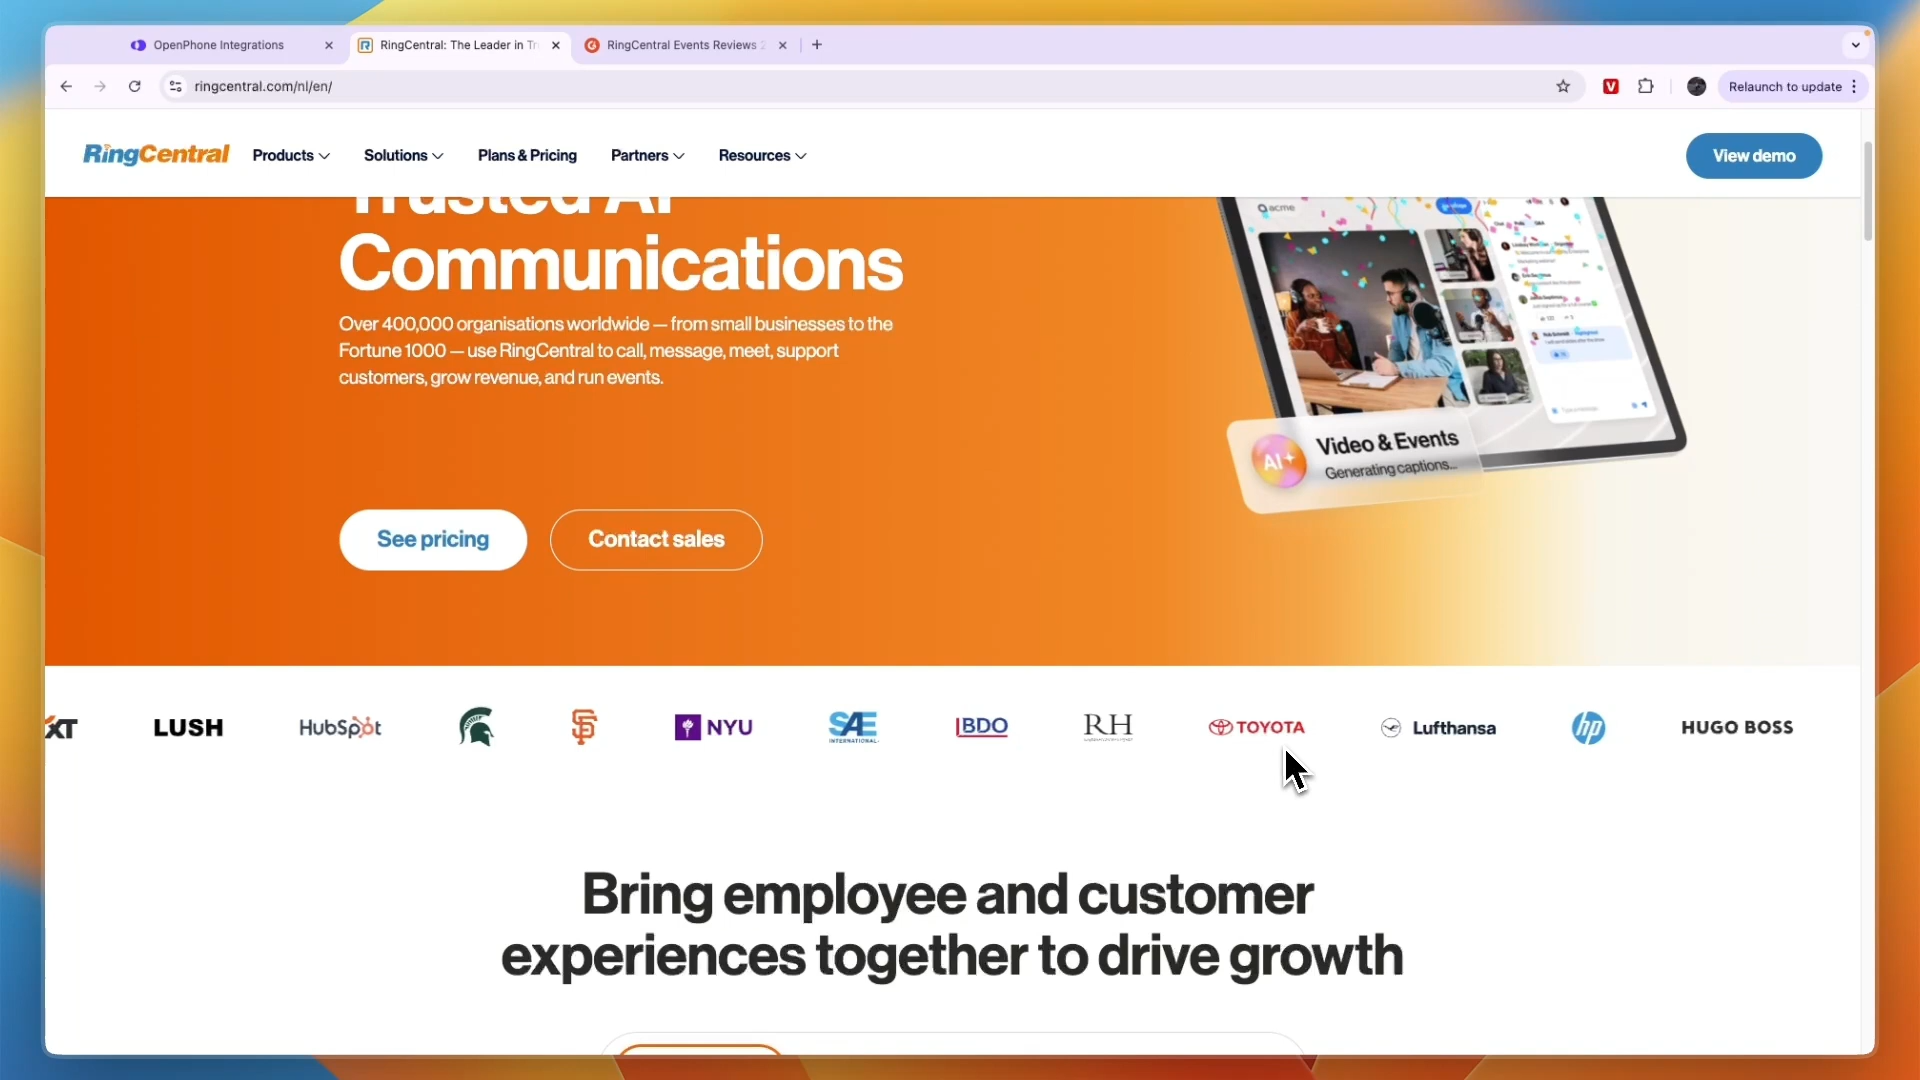 OpenPhone Integrations
RingCentral: The Leader in Tr
RingCentral Events Reviews 2
ringcentral.com/nl/en/
Relaunch to update
RingCentral
Products
Solutions
Plans & Pricing
Partners
Resources
View demo
Trusted AI
Communications
Over 400,000 organisations worldwide — from small businesses to the
Fortune 1000 — use RingCentral to call, message, meet, support
customers, grow revenue, and run events.
See pricing
Contact sales
acme
AI+
Video & Events
Generating captions...
XT
LUSH
HubSpot
SF
NYU
SAE
INTERNATIONAL
BDO
RH
TOYOTA
Lufthansa
hp
HUGO BOSS
Bring employee and customer
experiences together to drive growth